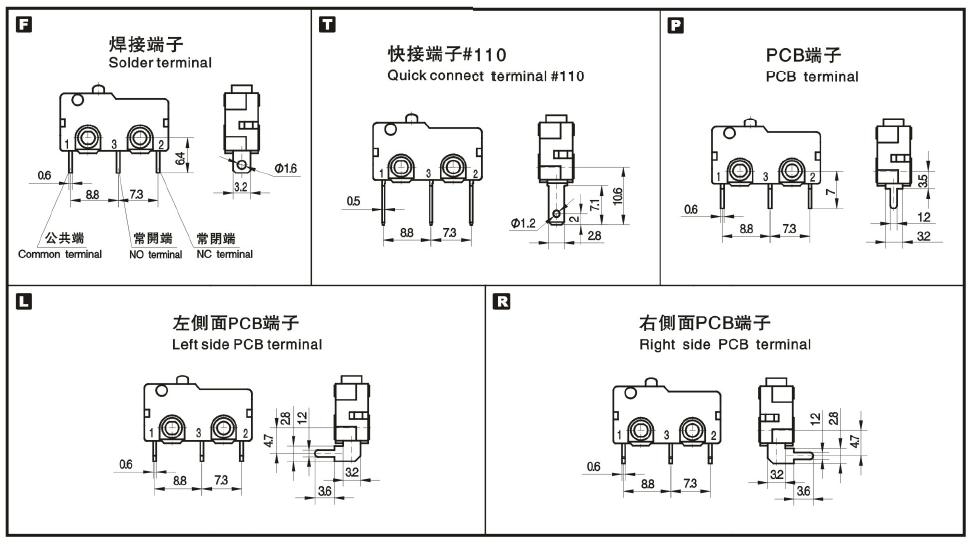 F
焊接端子
Solder terminal
1 3 2
6.4
0.6
8.8
7.3
Φ1.6
3.2
公共端
Common terminal
常開端
NO terminal
常閉端
NC terminal
T
快接端子#110
Quick connect terminal #110
1 3 2
0.5
8.8
7.3
Φ1.2
2
7.1
10.6
2.8
P
PCB端子
PCB terminal
1 3 2
7
0.6
8.8
7.3
3.5
1.2
3.2
L
左側面PCB端子
Left side PCB terminal
1 3 2
0.6
8.8
7.3
4.7
2.8
1.2
3.2
3.6
R
右側面PCB端子
Right side PCB terminal
1 3 2
0.6
8.8
7.3
1.2
2.8
4.7
3.2
3.6